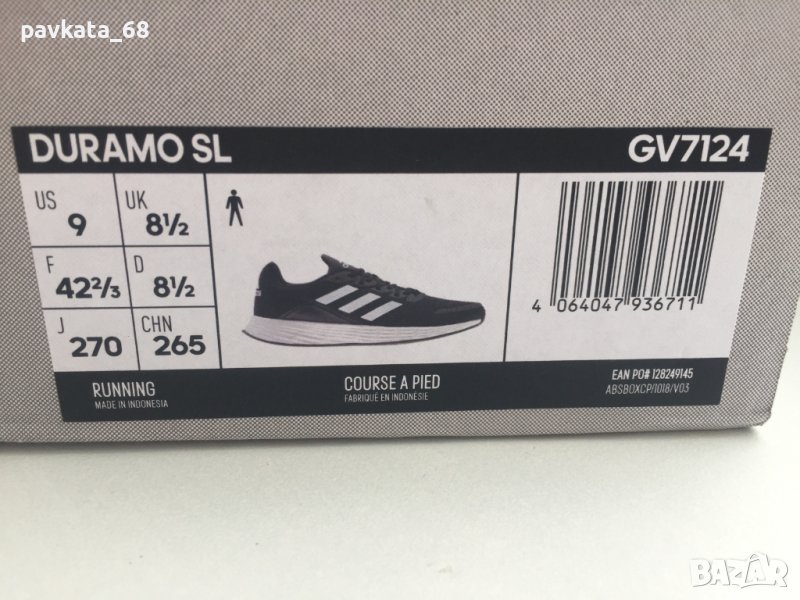 pavkata_68
DURAMO SL GV7124
US 9 UK 8½
F 42⅔ D 8½
J 270 CHN 265
4 064047 936711
RUNNING
MADE IN INDONESIA
COURSE A PIED
FABRIQUÉ EN INDONÉSIE
EAN PO# 128249145
ABSBOXCP/1018/V03
BAZAR